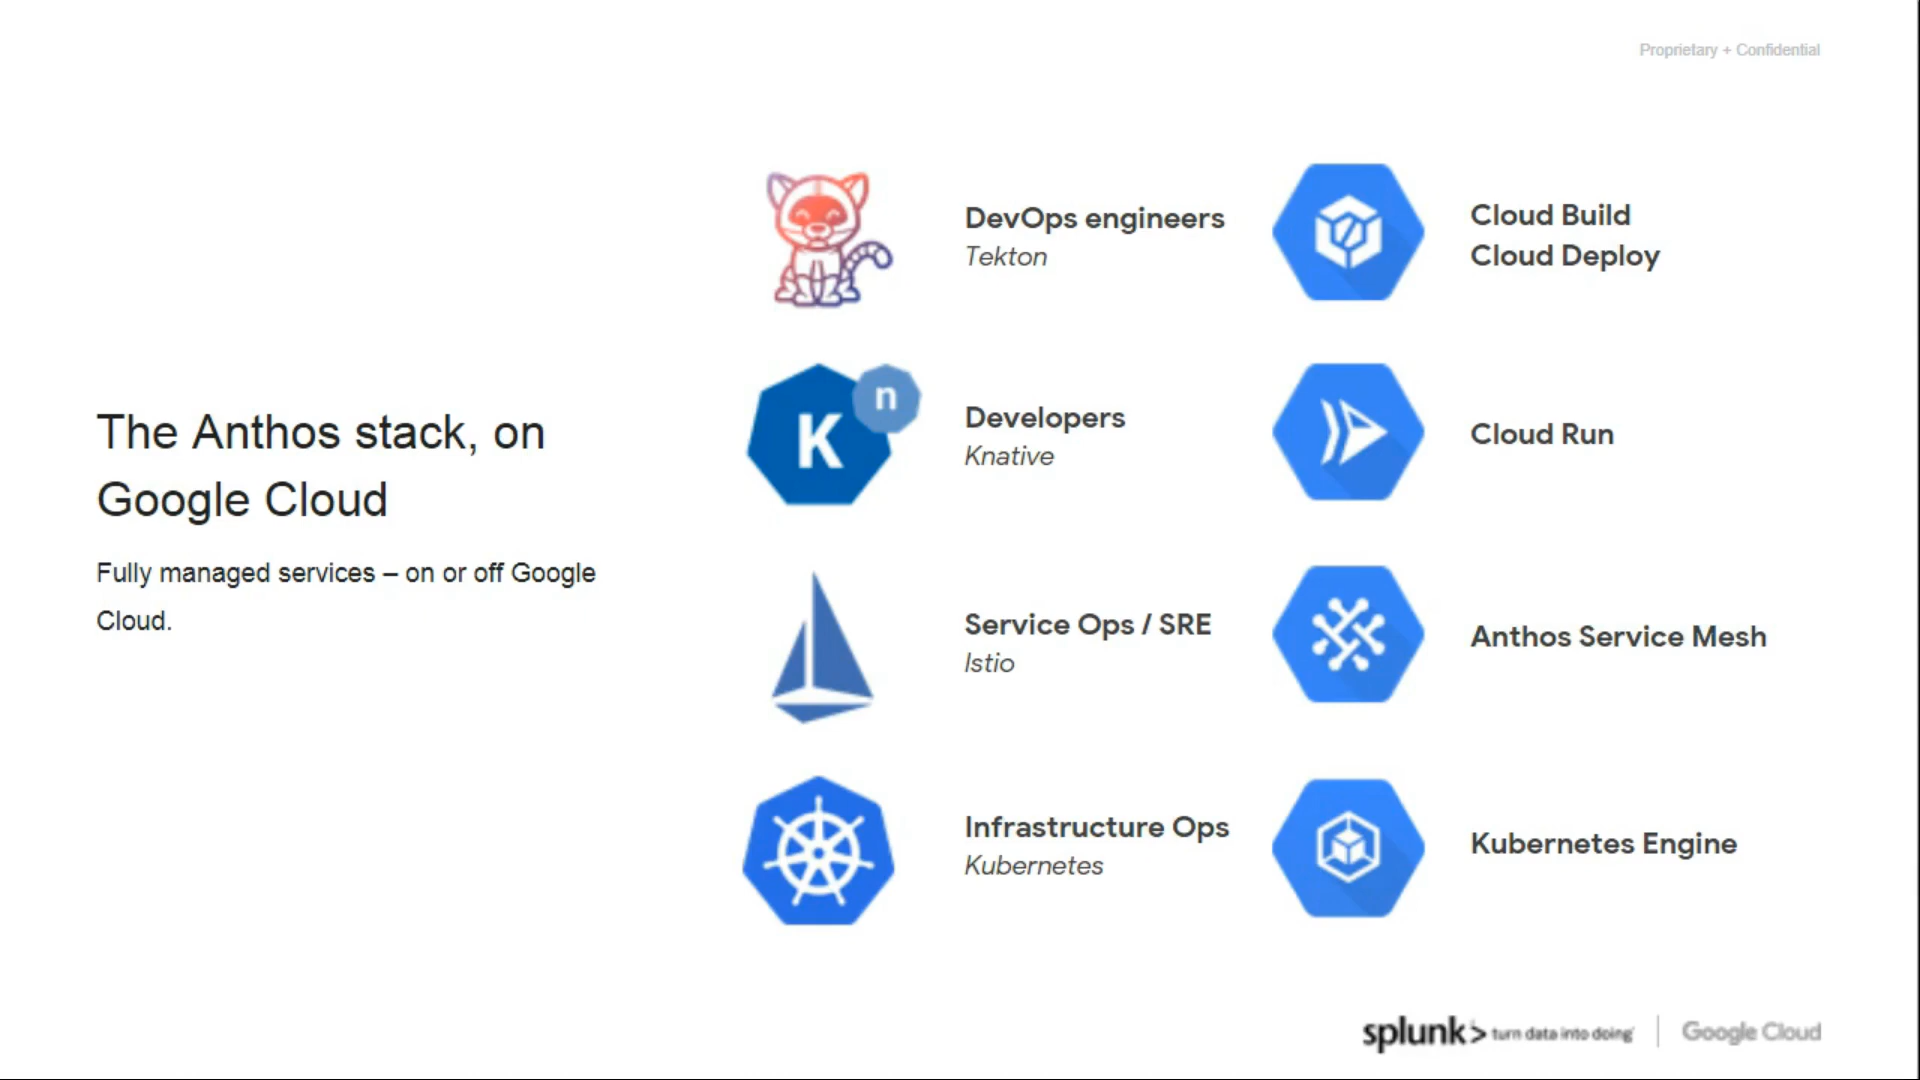 Proprietary + Confidential
The Anthos stack, on
Google Cloud
Fully managed services – on or off Google
Cloud.
DevOps engineers
Tekton
Cloud Build
Cloud Deploy
K
n
Developers
Knative
Cloud Run
Service Ops / SRE
Istio
Anthos Service Mesh
Infrastructure Ops
Kubernetes
Kubernetes Engine
splunk> turn data into doing
Google Cloud